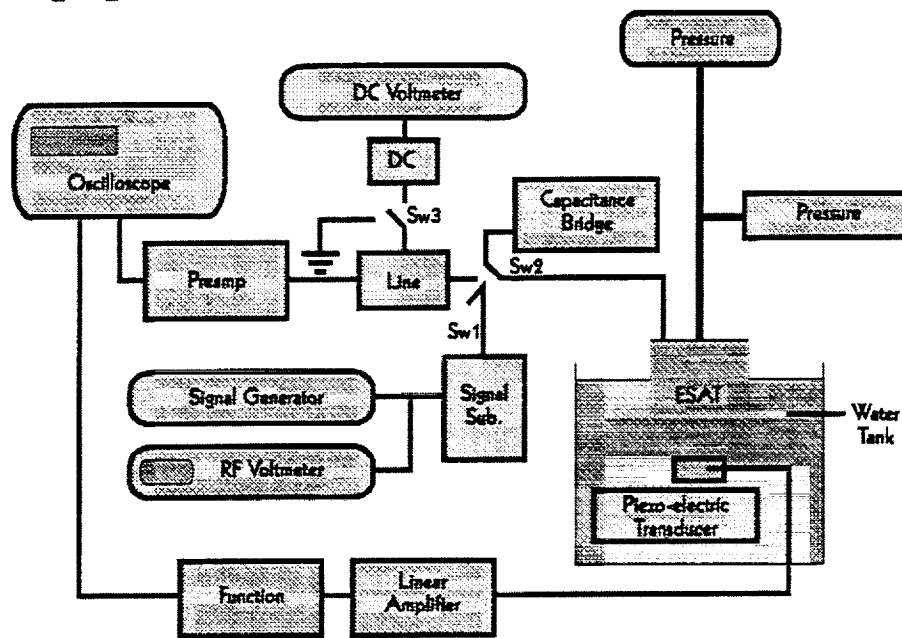 Pressure
DC Voltmeter
Oscilloscope
DC
Sw3
Capacitance
Bridge
Pressure
Preamp
Line
Sw2
Sw1
Signal Generator
Signal
Sub.
ESAT
Water
Tank
RF Voltmeter
Piezo-electric
Transducer
Function
Linear
Amplifier